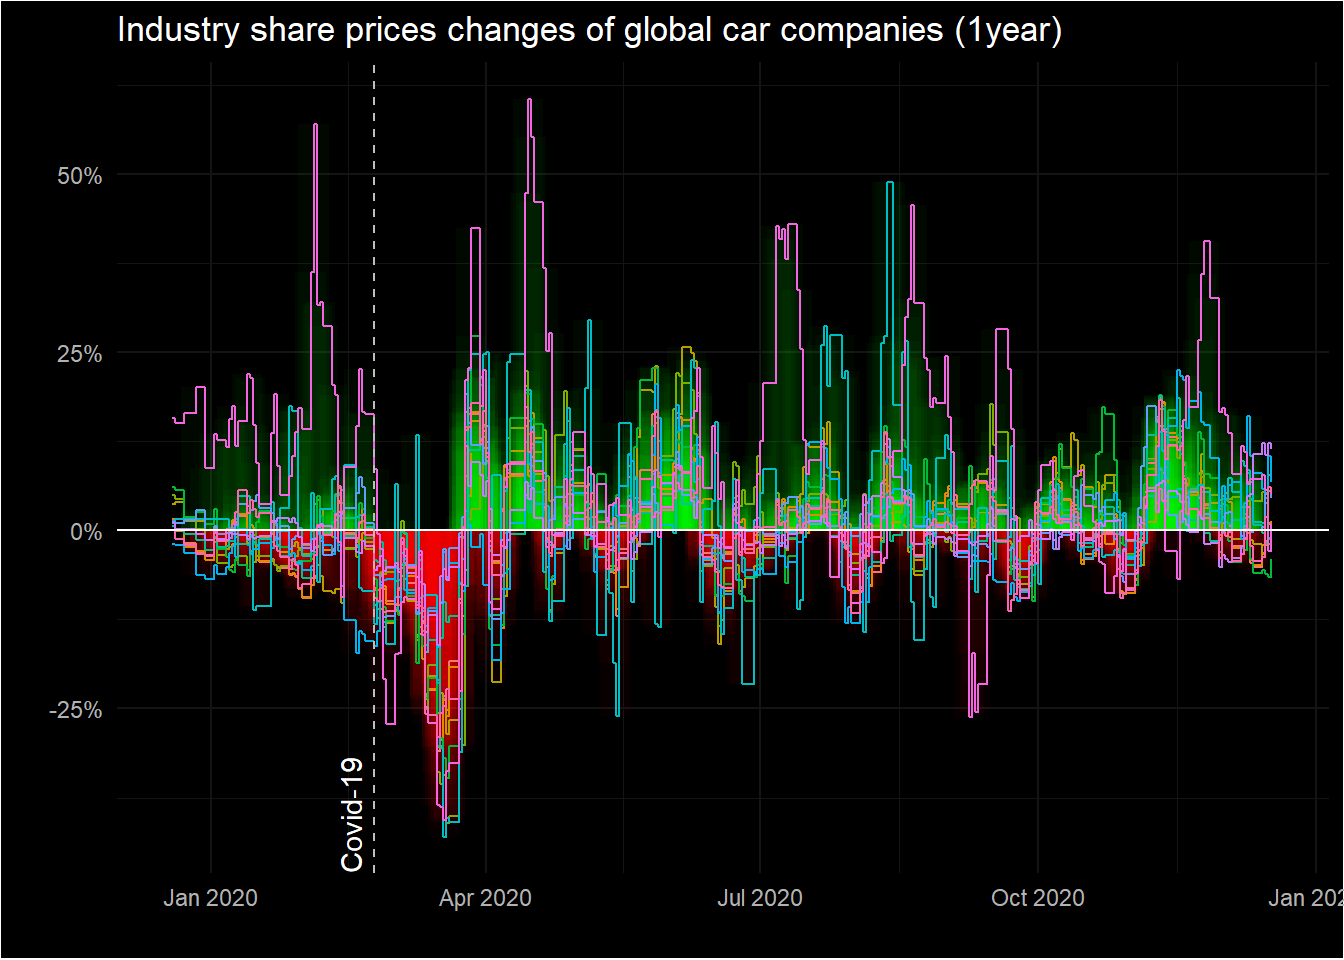 Industry share prices changes of global car companies (1year)
50%
25%
0%
-25%
Covid-19
Jan 2020
Apr 2020
Jul 2020
Oct 2020
Jan 202